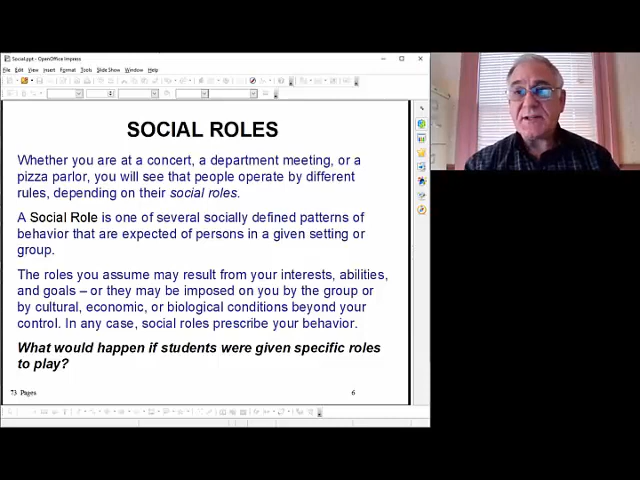 Social.ppt - OpenOffice Impress
File Edit View Insert Format Tools Slide Show Window Help
SOCIAL ROLES
Whether you are at a concert, a department meeting, or a
pizza parlor, you will see that people operate by different
rules, depending on their social roles.
A Social Role is one of several socially defined patterns of
behavior that are expected of persons in a given setting or
group.
The roles you assume may result from your interests, abilities,
and goals – or they may be imposed on you by the group or
by cultural, economic, or biological conditions beyond your
control. In any case, social roles prescribe your behavior.
What would happen if students were given specific roles
to play?
73 Pages 6